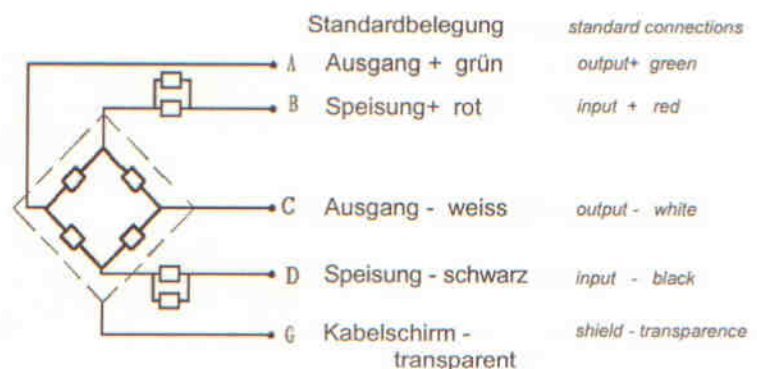 Standardbelegung standard connections
A Ausgang + grün output+ green
B Speisung+ rot input + red
C Ausgang - weiss output - white
D Speisung - schwarz input - black
G Kabelschirm - shield - transparence
transparent